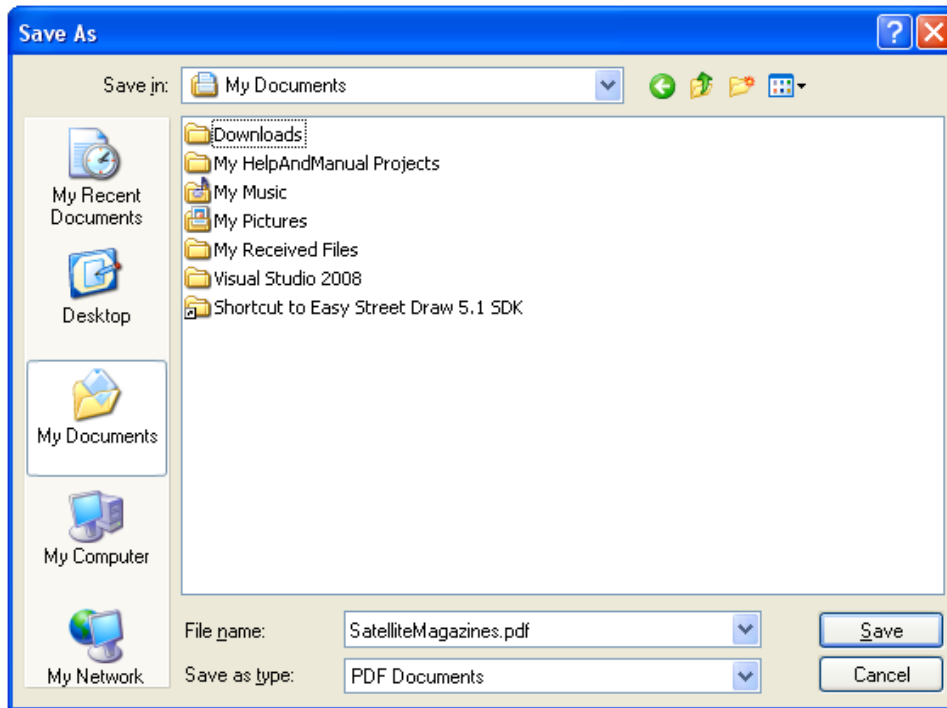 Save As
Save in:
My Documents
My Recent
Documents
Desktop
My Documents
My Computer
My Network
Downloads
My HelpAndManual Projects
My Music
My Pictures
My Received Files
Visual Studio 2008
Shortcut to Easy Street Draw 5.1 SDK
File name:
SatelliteMagazines.pdf
Save
Save as type:
PDF Documents
Cancel